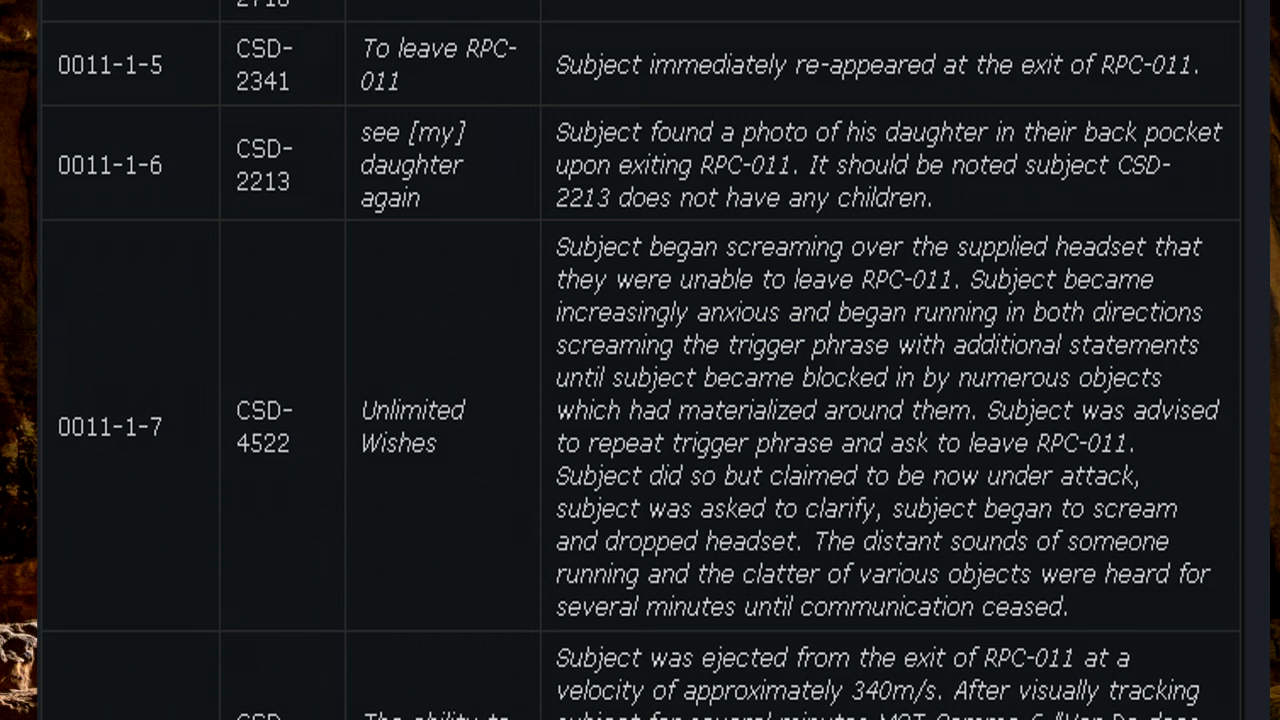 0011-1-5
CSD-
2341
To leave RPC-
011
Subject immediately re-appeared at the exit of RPC-011.
0011-1-6
CSD-
2213
see [my]
daughter
again
Subject found a photo of his daughter in their back pocket
upon exiting RPC-011. It should be noted subject CSD-
2213 does not have any children.
0011-1-7
CSD-
4522
Unlimited
Wishes
Subject began screaming over the supplied headset that
they were unable to leave RPC-011. Subject became
increasingly anxious and began running in both directions
screaming the trigger phrase with additional statements
until subject became blocked in by numerous objects
which had materialized around them. Subject was advised
to repeat trigger phrase and ask to leave RPC-011.
Subject did so but claimed to be now under attack,
subject was asked to clarify, subject began to scream
and dropped headset. The distant sounds of someone
running and the clatter of various objects were heard for
several minutes until communication ceased.
CSD-
The ability to
Subject was ejected from the exit of RPC-011 at a
velocity of approximately 340m/s. After visually tracking
subject for several minutes MST